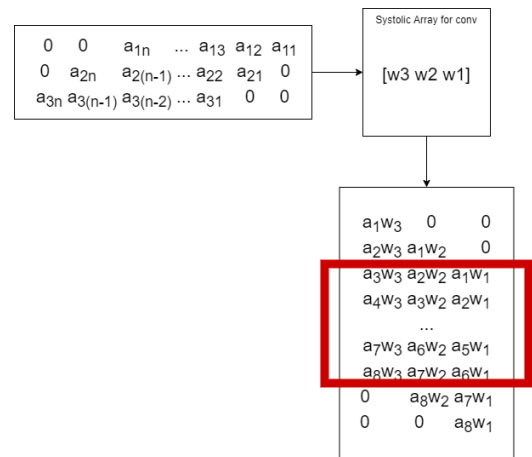 Systolic Array for conv
0 0 a1n ... a13 a12 a11
0 a2n a2(n-1) ... a22 a21 0
a3n a3(n-1) a3(n-2) ... a31 0 0
[w3 w2 w1]
a1w3 0 0
a2w3 a1w2 0
a3w3 a2w2 a1w1
a4w3 a3w2 a2w1
...
a7w3 a6w2 a5w1
a8w3 a7w2 a6w1
0 a8w2 a7w1
0 0 a8w1